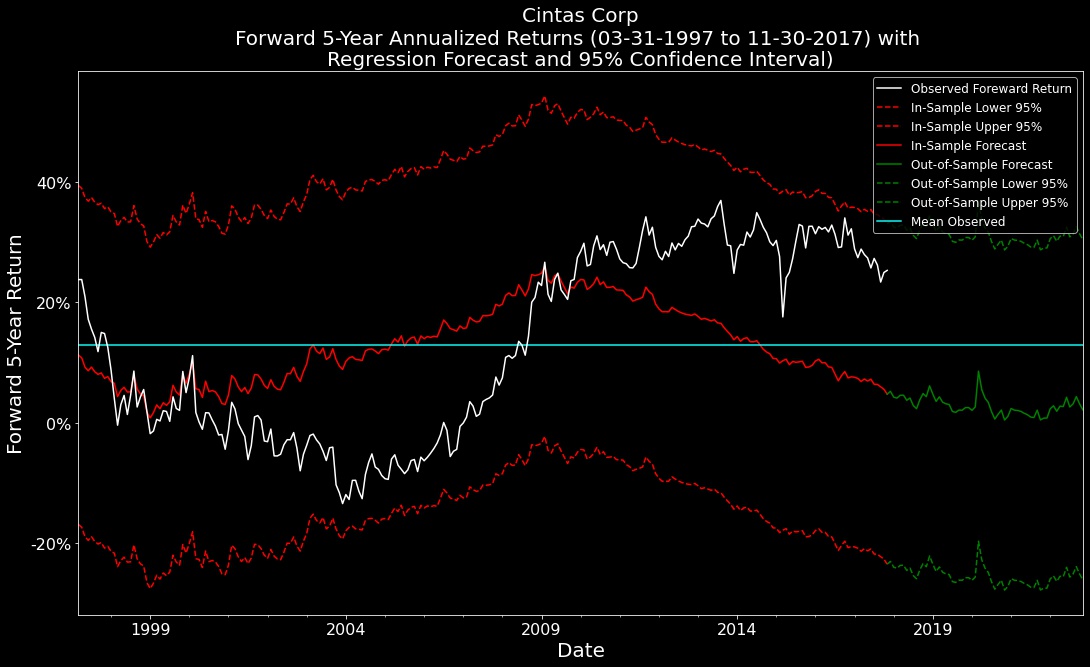 Cintas Corp
Forward 5-Year Annualized Returns (03-31-1997 to 11-30-2017) with
Regression Forecast and 95% Confidence Interval)
Observed Foreward Return
In-Sample Lower 95%
In-Sample Upper 95%
In-Sample Forecast
Out-of-Sample Forecast
Out-of-Sample Lower 95%
Out-of-Sample Upper 95%
Mean Observed
Forward 5-Year Return
40%
20%
0%
-20%
1999
2004
2009
2014
2019
Date